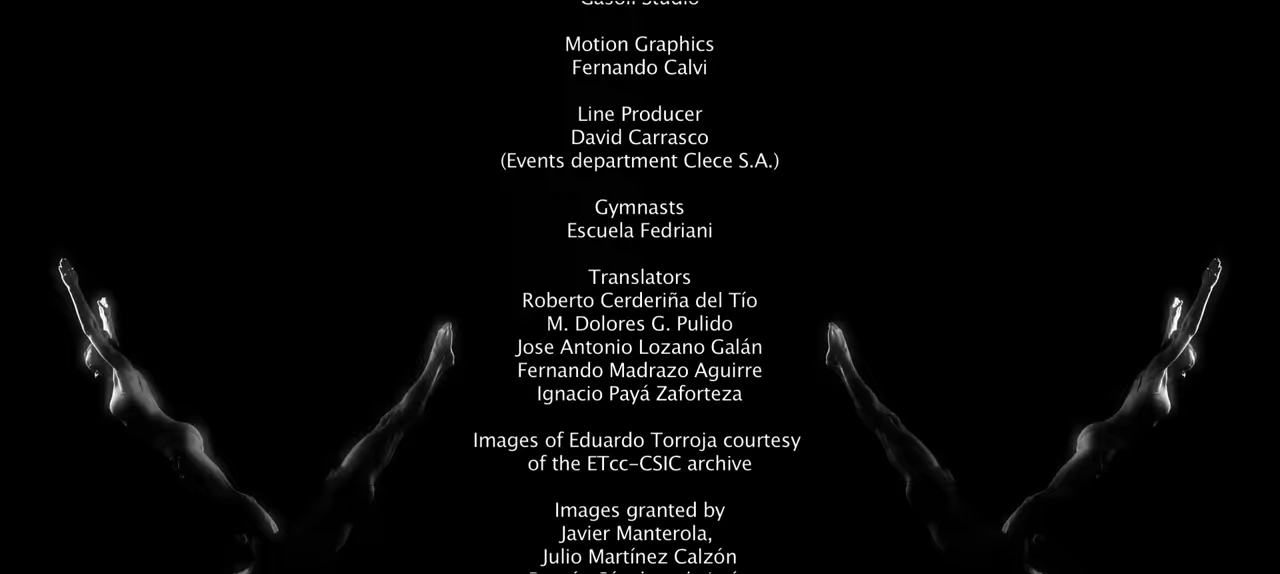 Motion Graphics
Fernando Calvi
Line Producer
David Carrasco
(Events department Clece S.A.)
Gymnasts
Escuela Fedriani
Translators
Roberto Cerderiña del Tío
M. Dolores G. Pulido
Jose Antonio Lozano Galán
Fernando Madrazo Aguirre
Ignacio Payá Zaforteza
Images of Eduardo Torroja courtesy
of the ETcc-CSIC archive
Images granted by
Javier Manterola,
Julio Martínez Calzón